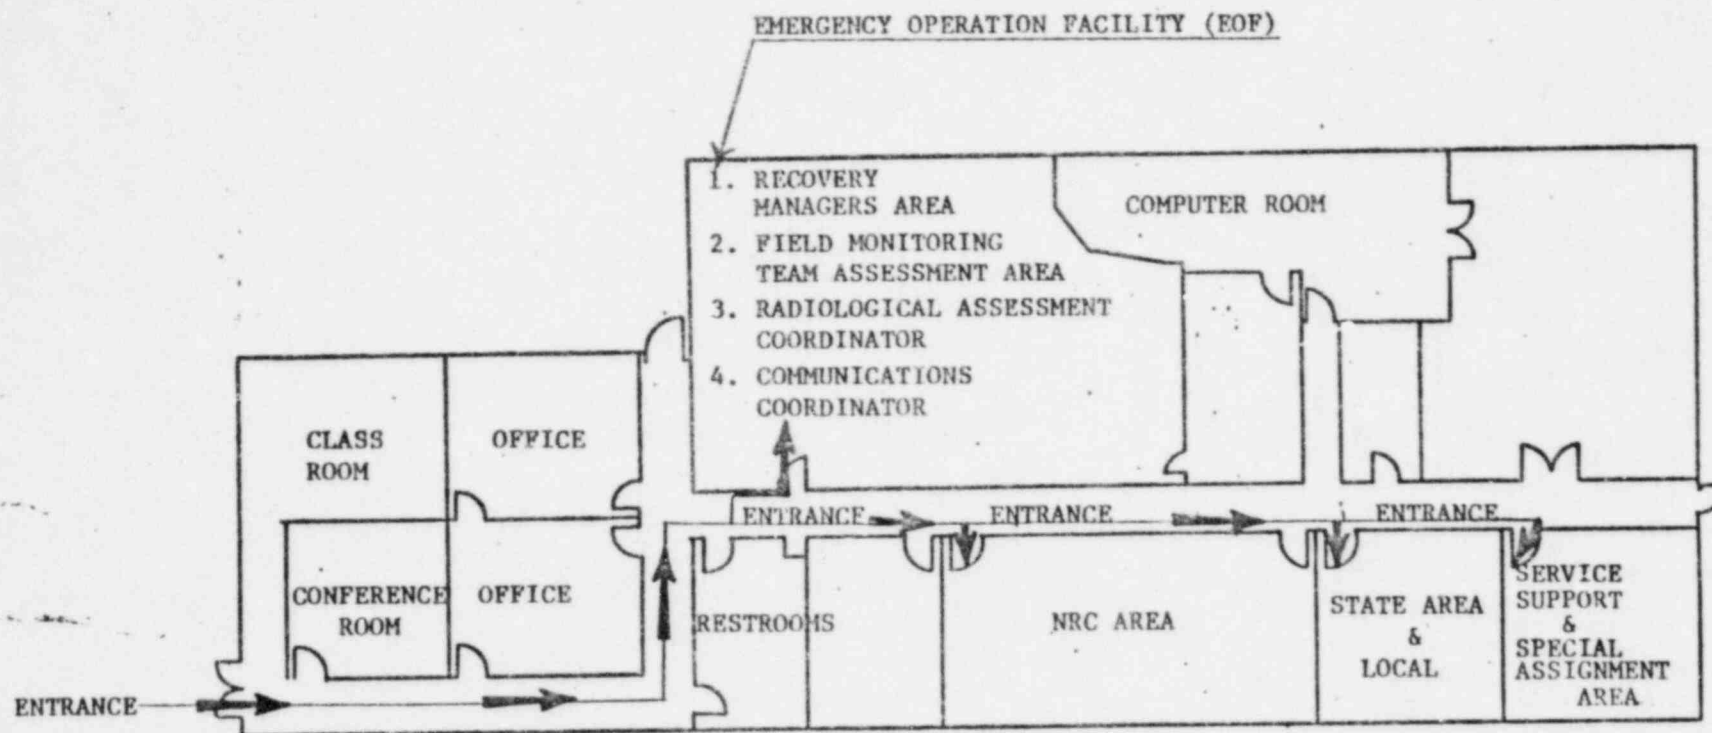 EMERGENCY OPERATION FACILITY (EOF)
1. RECOVERY
MANAGERS AREA
2. FIELD MONITORING
TEAM ASSESSMENT AREA
3. RADIOLOGICAL ASSESSMENT
COORDINATOR
4. COMMUNICATIONS
COORDINATOR
COMPUTER ROOM
CLASS
ROOM
OFFICE
CONFERENCE
ROOM
OFFICE
ENTRANCE
ENTRANCE
ENTRANCE
ENTRANCE
RESTROOMS
NRC AREA
STATE AREA
&
LOCAL
SERVICE
SUPPORT
&
SPECIAL
ASSIGNMENT
AREA